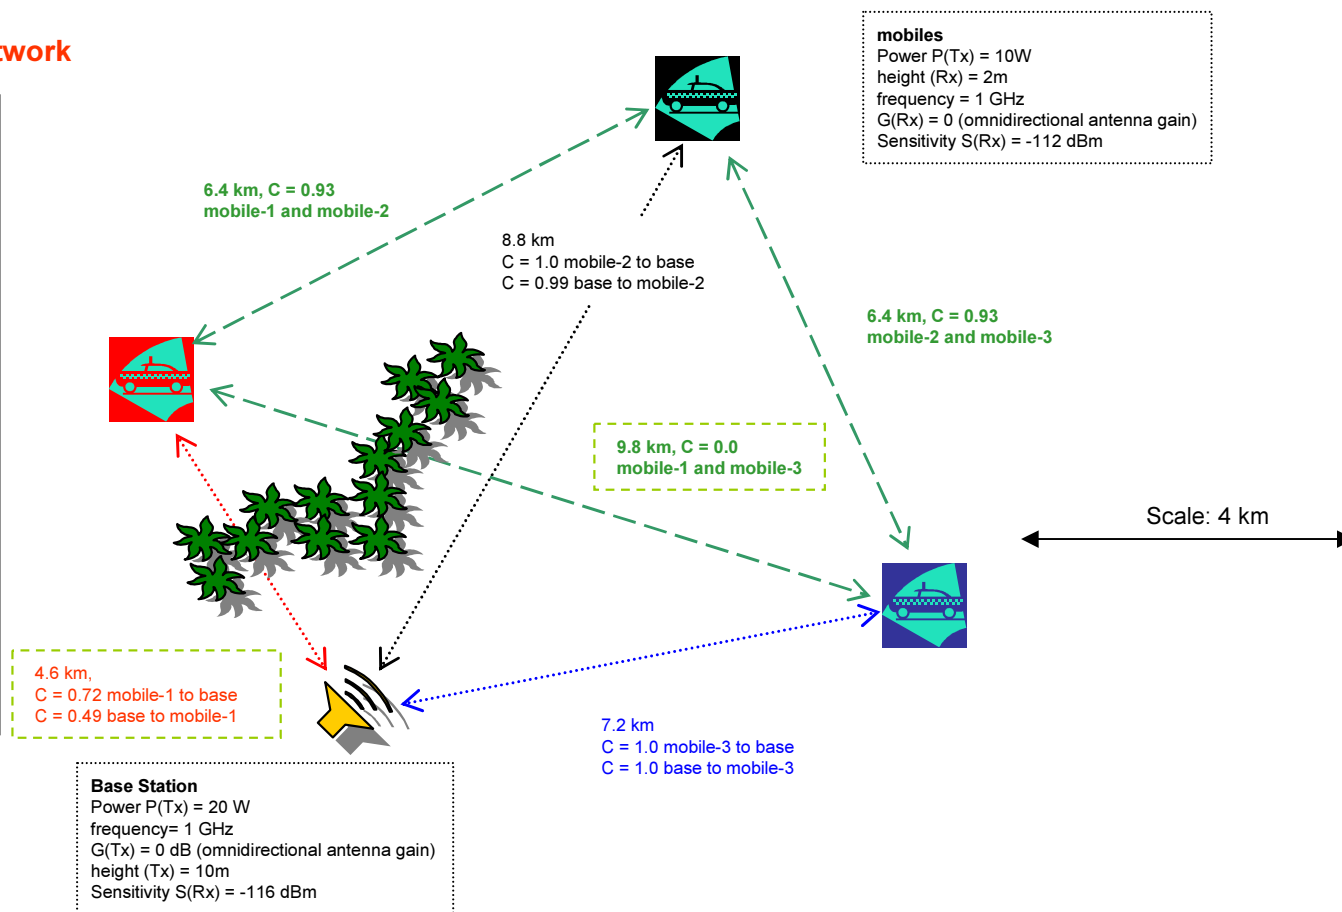 mobiles
Power P(Tx) = 10W
height (Rx) = 2m
frequency = 1 GHz
G(Rx) = 0 (omnidirectional antenna gain)
Sensitivity S(Rx) = -112 dBm
6.4 km, C = 0.93
mobile-1 and mobile-2
8.8 km
C = 1.0 mobile-2 to base
C = 0.99 base to mobile-2
6.4 km, C = 0.93
mobile-2 and mobile-3
9.8 km, C = 0.0
mobile-1 and mobile-3
Scale: 4 km
4.6 km,
C = 0.72 mobile-1 to base
C = 0.49 base to mobile-1
7.2 km
C = 1.0 mobile-3 to base
C = 1.0 base to mobile-3
Base Station
Power P(Tx) = 20 W
frequency= 1 GHz
G(Tx) = 0 dB (omnidirectional antenna gain)
height (Tx) = 10m
Sensitivity S(Rx) = -116 dBm